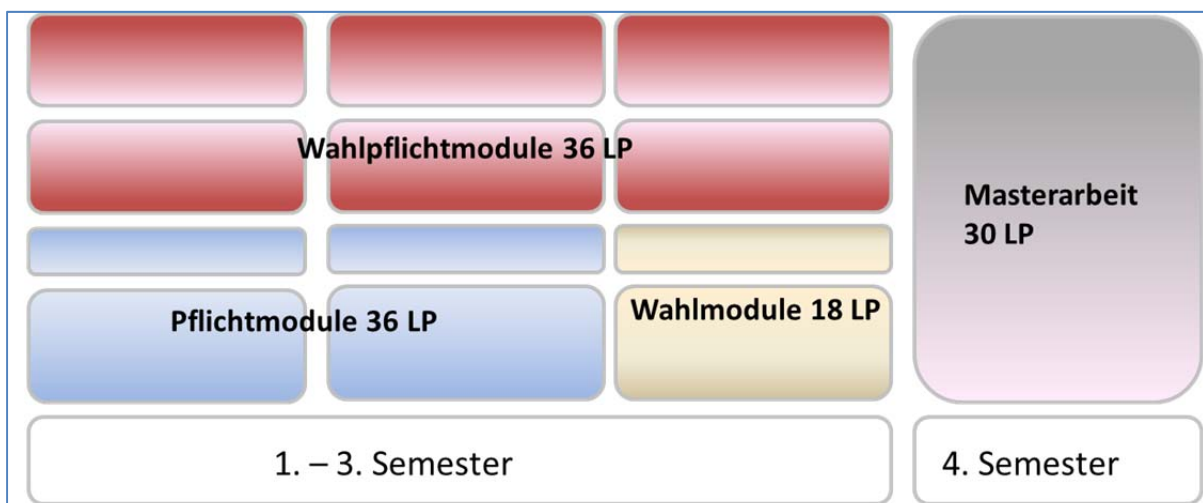 Wahlpflichtmodule 36 LP
Masterarbeit
30 LP
Pflichtmodule 36 LP
Wahlmodule 18 LP
1. – 3. Semester
4. Semester